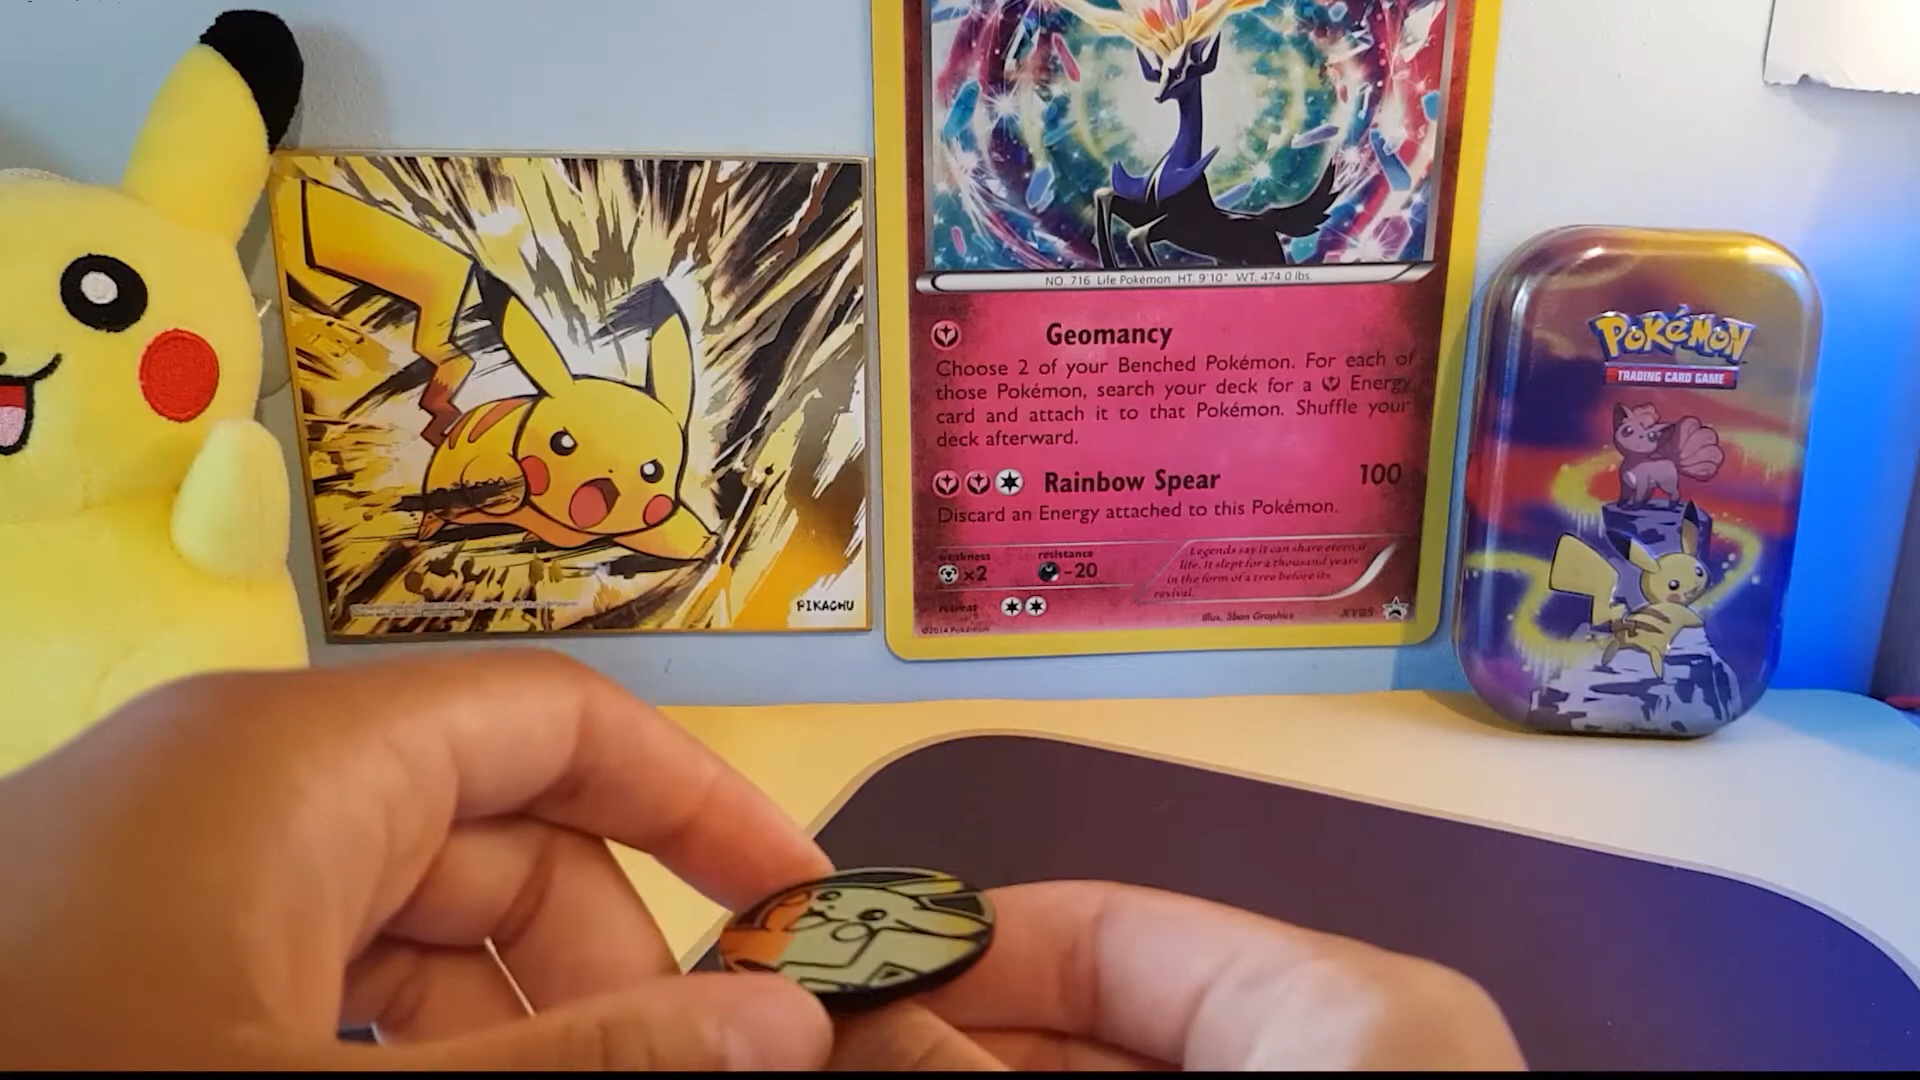 NO. 716 Life Pokémon HT: 9'10" WT: 474.0 lbs.
Geomancy
Choose 2 of your Benched Pokémon. For each of
those Pokémon, search your deck for a Energy
card and attach it to that Pokémon. Shuffle your
deck afterward.
Rainbow Spear 100
Discard an Energy attached to this Pokémon.
weakness resistance
x2 -20
Legends say it can share eternal
life. It slept for a thousand years
in the form of a tree before its
revival.
retreat
Illus. 5ban Graphics XY05
©2014 Pokémon
PIKACHU
POKéMON
TRADING CARD GAME